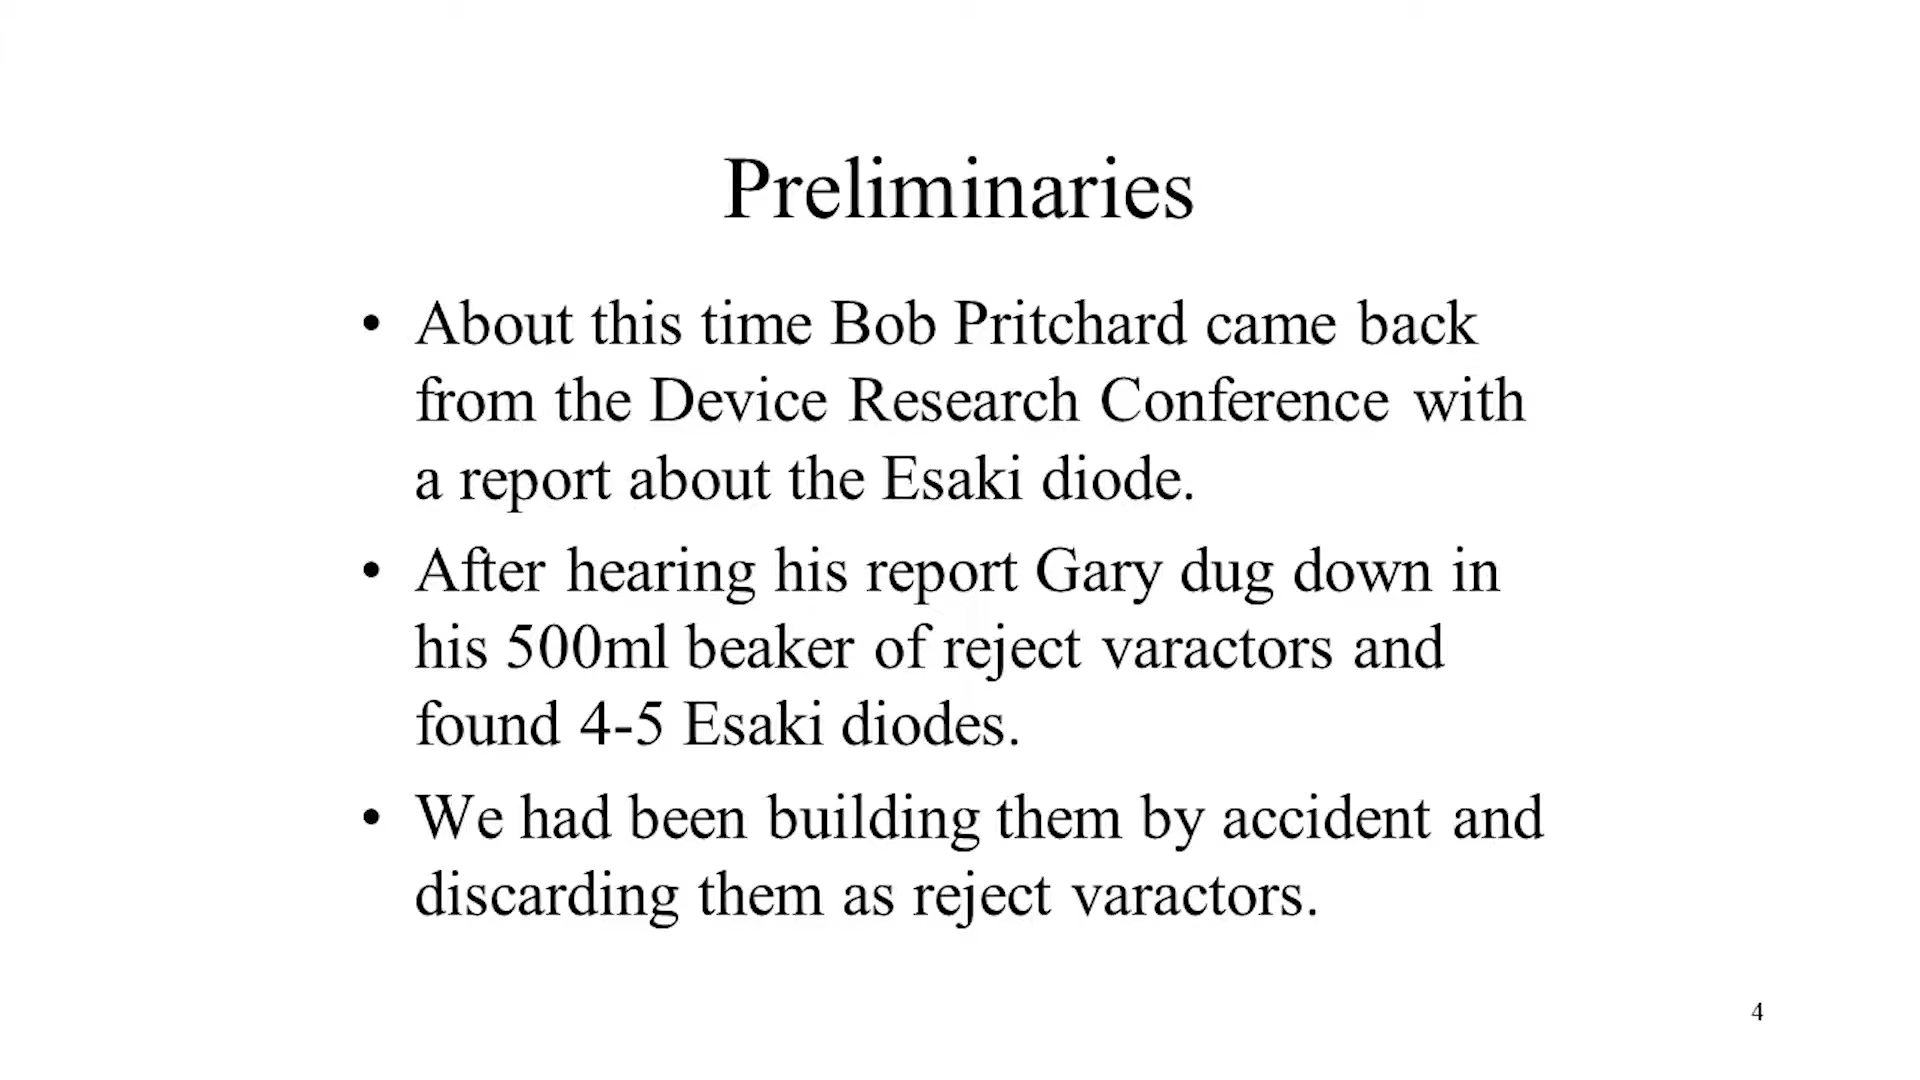 Preliminaries
• About this time Bob Pritchard came back
from the Device Research Conference with
a report about the Esaki diode.
• After hearing his report Gary dug down in
his 500ml beaker of reject varactors and
found 4-5 Esaki diodes.
• We had been building them by accident and
discarding them as reject varactors.
4